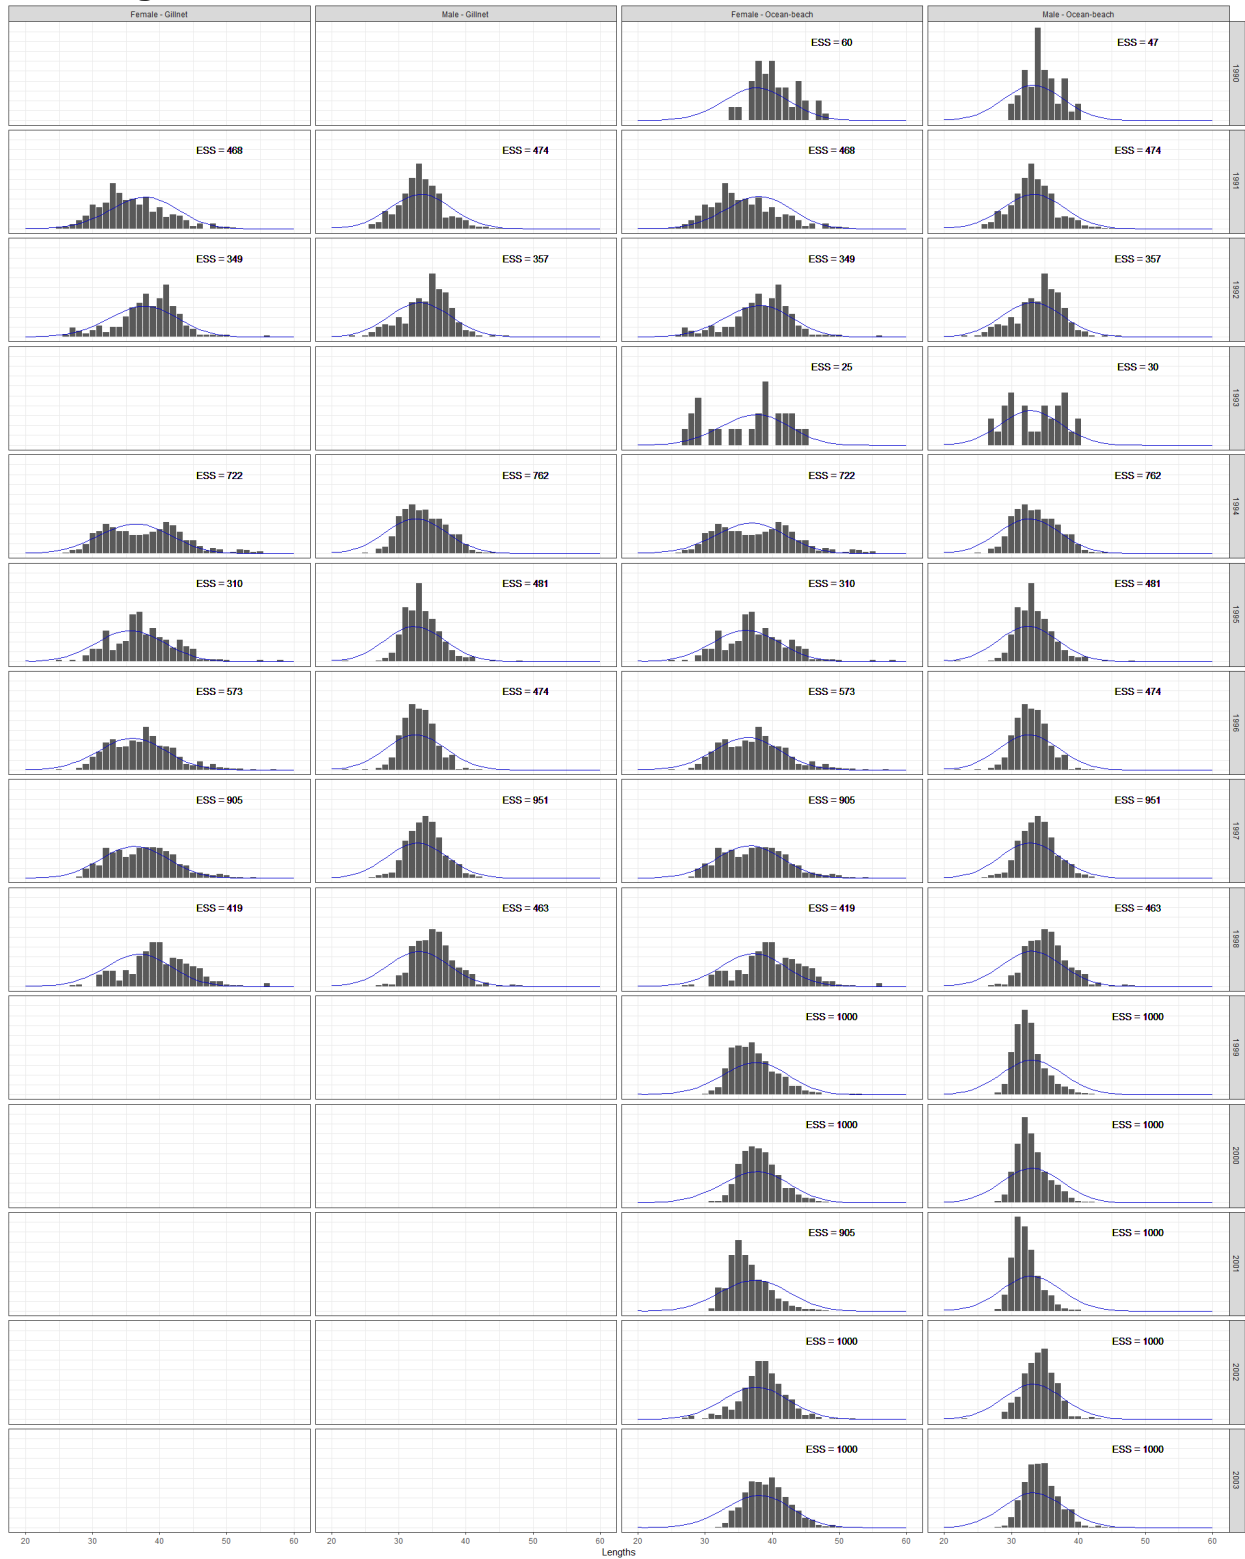 Female - Gillnet Male - Gillnet Female - Ocean-beach Male - Ocean-beach
ESS = 60 ESS = 47 1990
ESS = 468 ESS = 474 ESS = 468 ESS = 474 1991
ESS = 349 ESS = 357 ESS = 349 ESS = 357 1992
ESS = 25 ESS = 30 1993
ESS = 722 ESS = 762 ESS = 722 ESS = 762 1994
ESS = 310 ESS = 481 ESS = 310 ESS = 481 1995
ESS = 573 ESS = 474 ESS = 573 ESS = 474 1996
ESS = 905 ESS = 951 ESS = 905 ESS = 951 1997
ESS = 419 ESS = 463 ESS = 419 ESS = 463 1998
ESS = 1000 ESS = 1000 1999
ESS = 1000 ESS = 1000 2000
ESS = 905 ESS = 1000 2001
ESS = 1000 ESS = 1000 2002
ESS = 1000 ESS = 1000 2003
20 30 40 50 60 20 30 40 50 60 20 30 40 50 60 20 30 40 50 60
Lengths